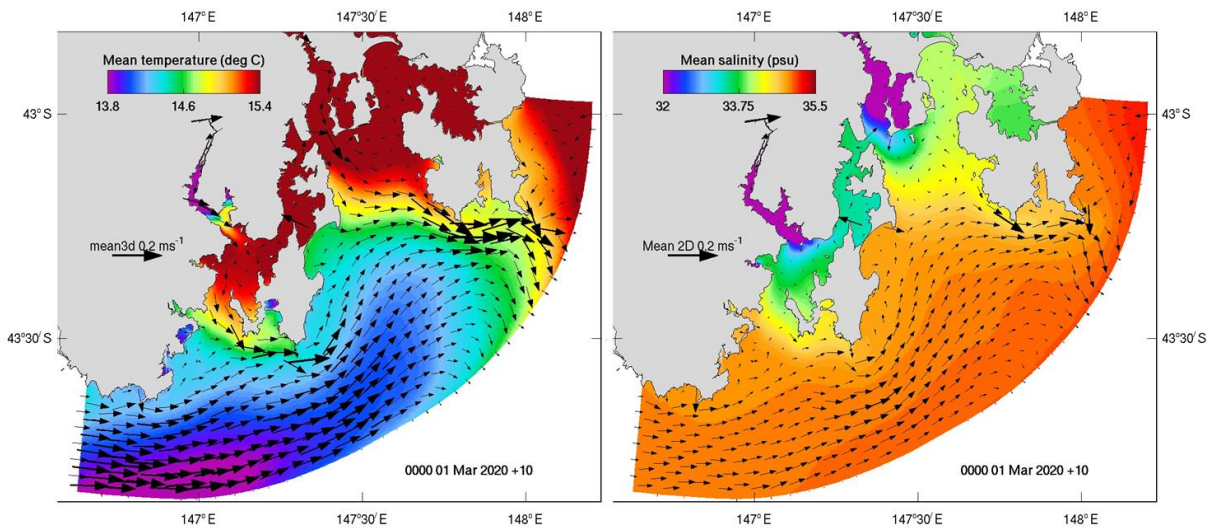 147° E 147°30′ E 148° E 147° E 147°30′ E 148° E
Mean temperature (deg C)
13.8 14.6 15.4
Mean salinity (psu)
32 33.75 35.5
43° S 43° S
mean3d 0.2 ms⁻¹
Mean 2D 0.2 ms⁻¹
43°30′ S 43°30′ S
0000 01 Mar 2020 +10 0000 01 Mar 2020 +10
147° E 147°30′ E 148° E 147° E 147°30′ E 148° E